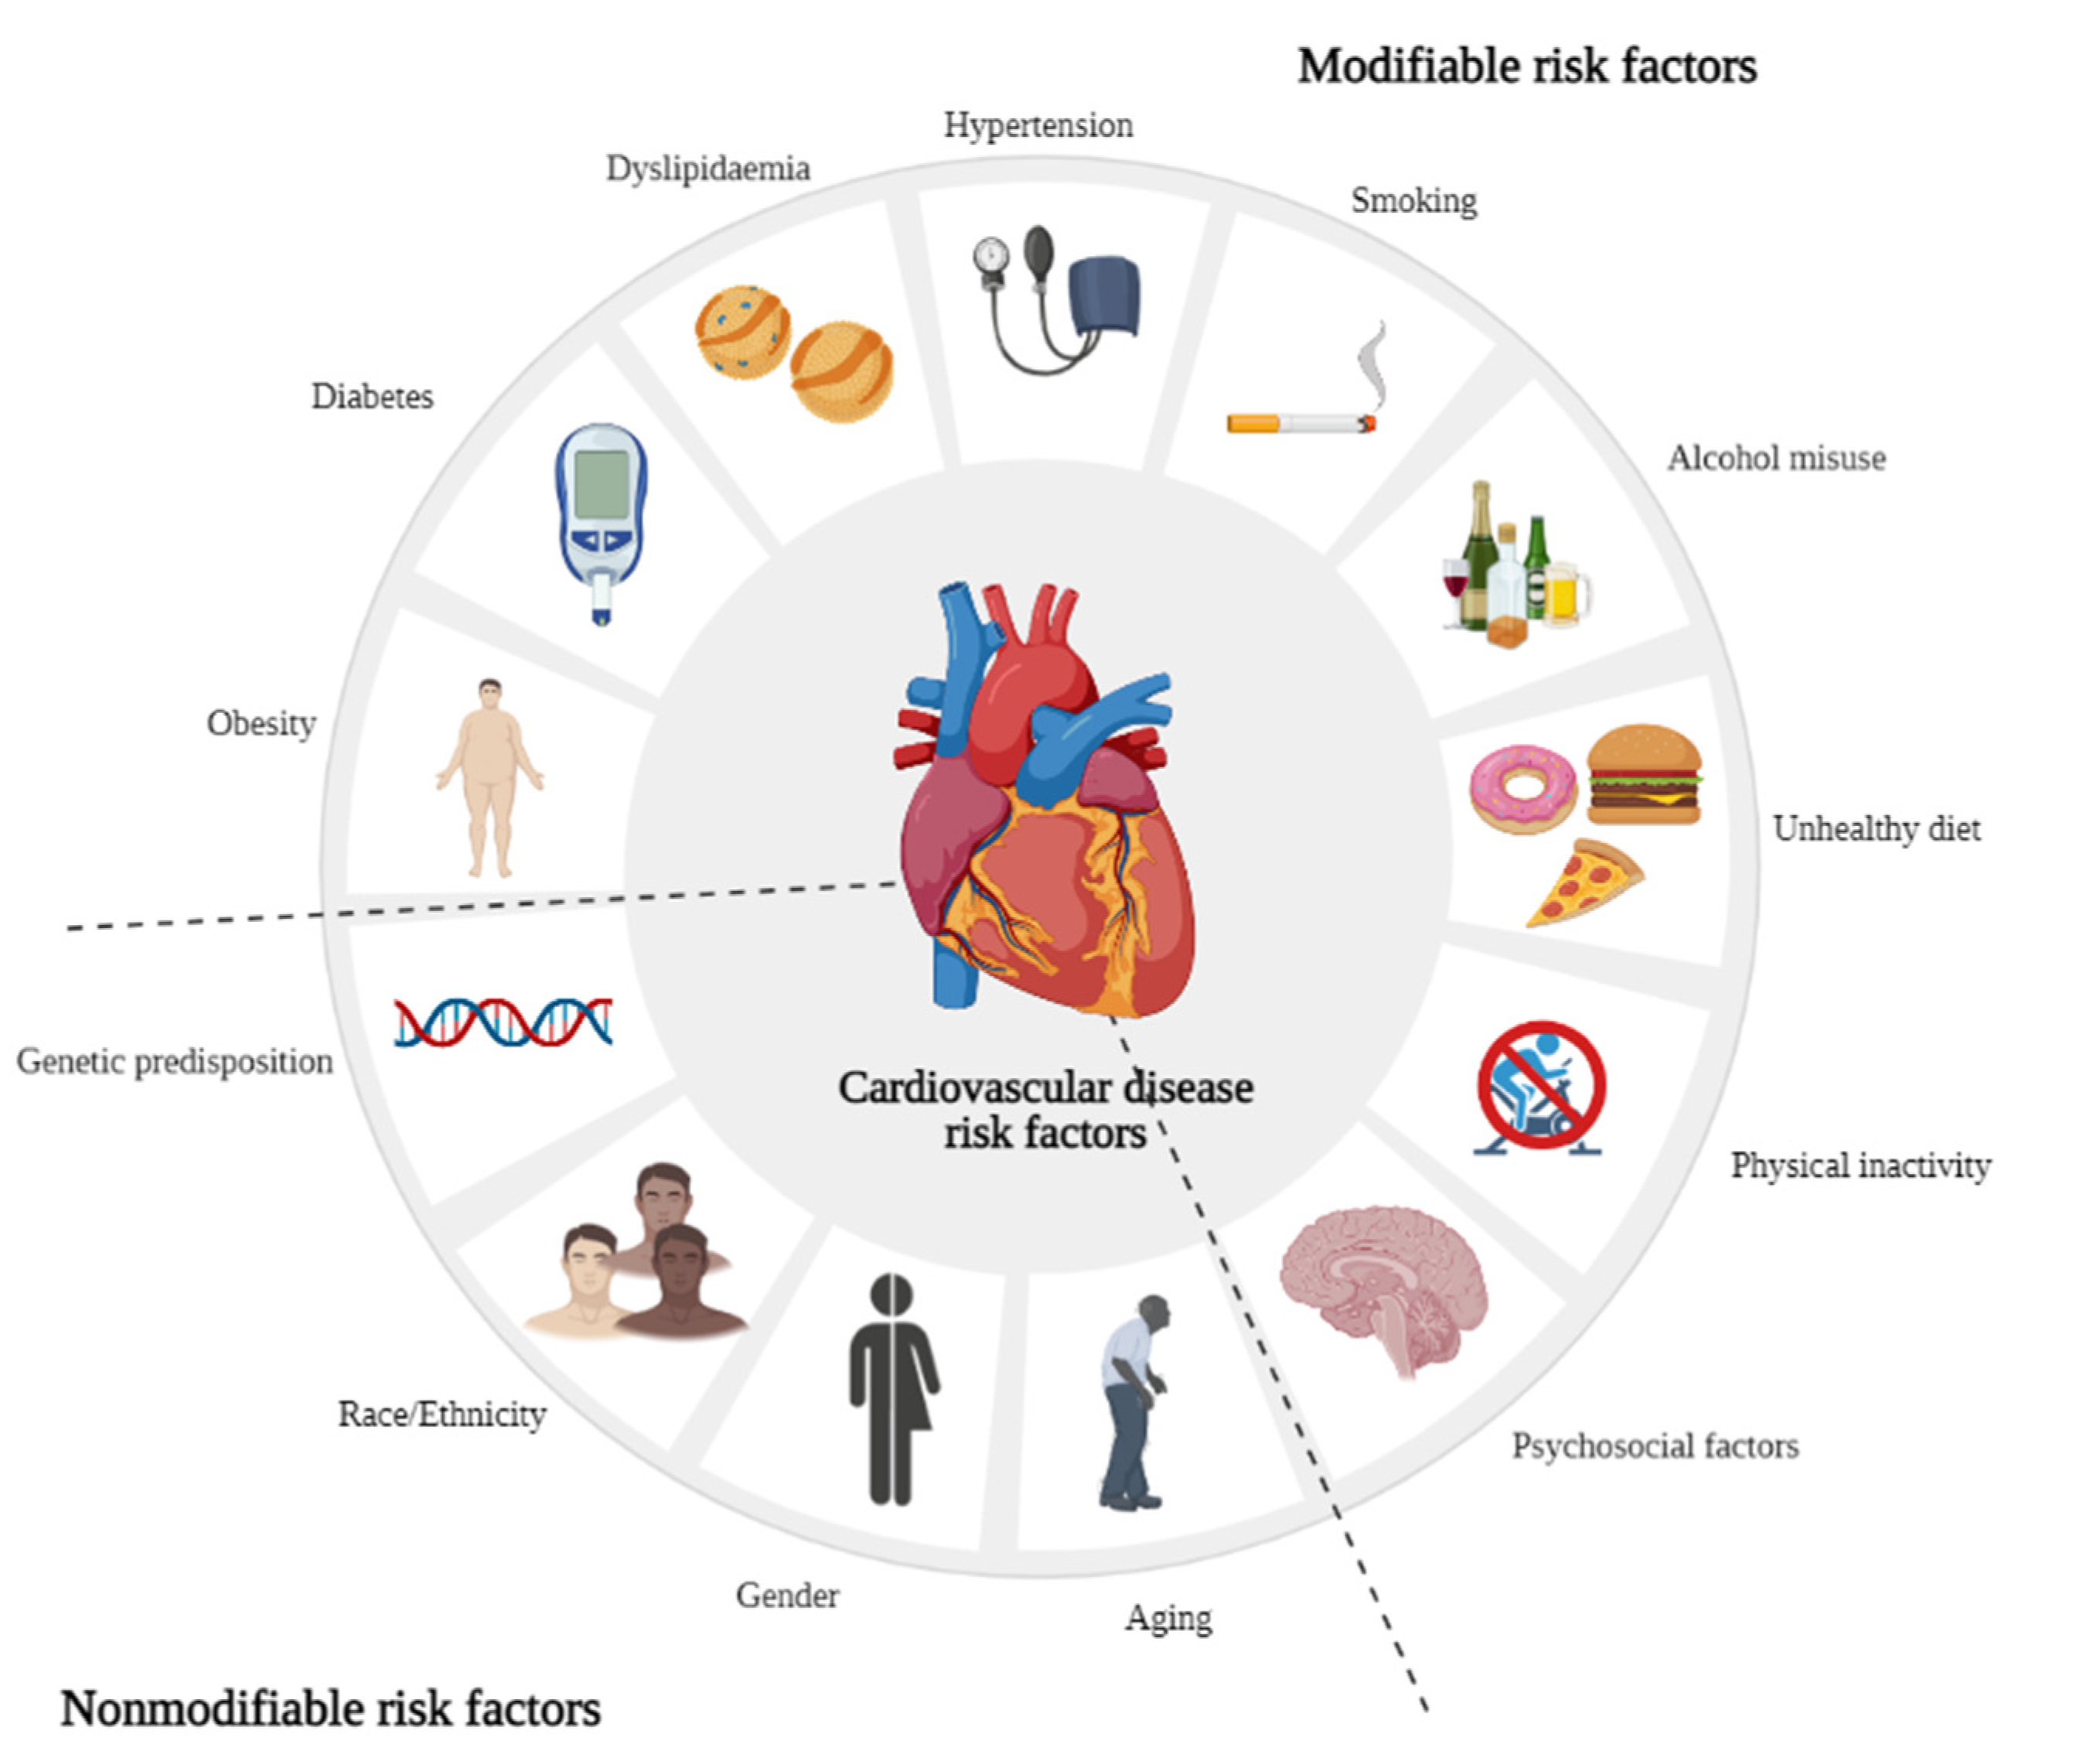 Modifiable risk factors
Hypertension
Dyslipidaemia
Smoking
Diabetes
Alcohol misuse
Obesity
Unhealthy diet
Genetic predisposition
Cardiovascular disease
risk factors
Physical inactivity
Race/Ethnicity
Psychosocial factors
Gender
Aging
Nonmodifiable risk factors